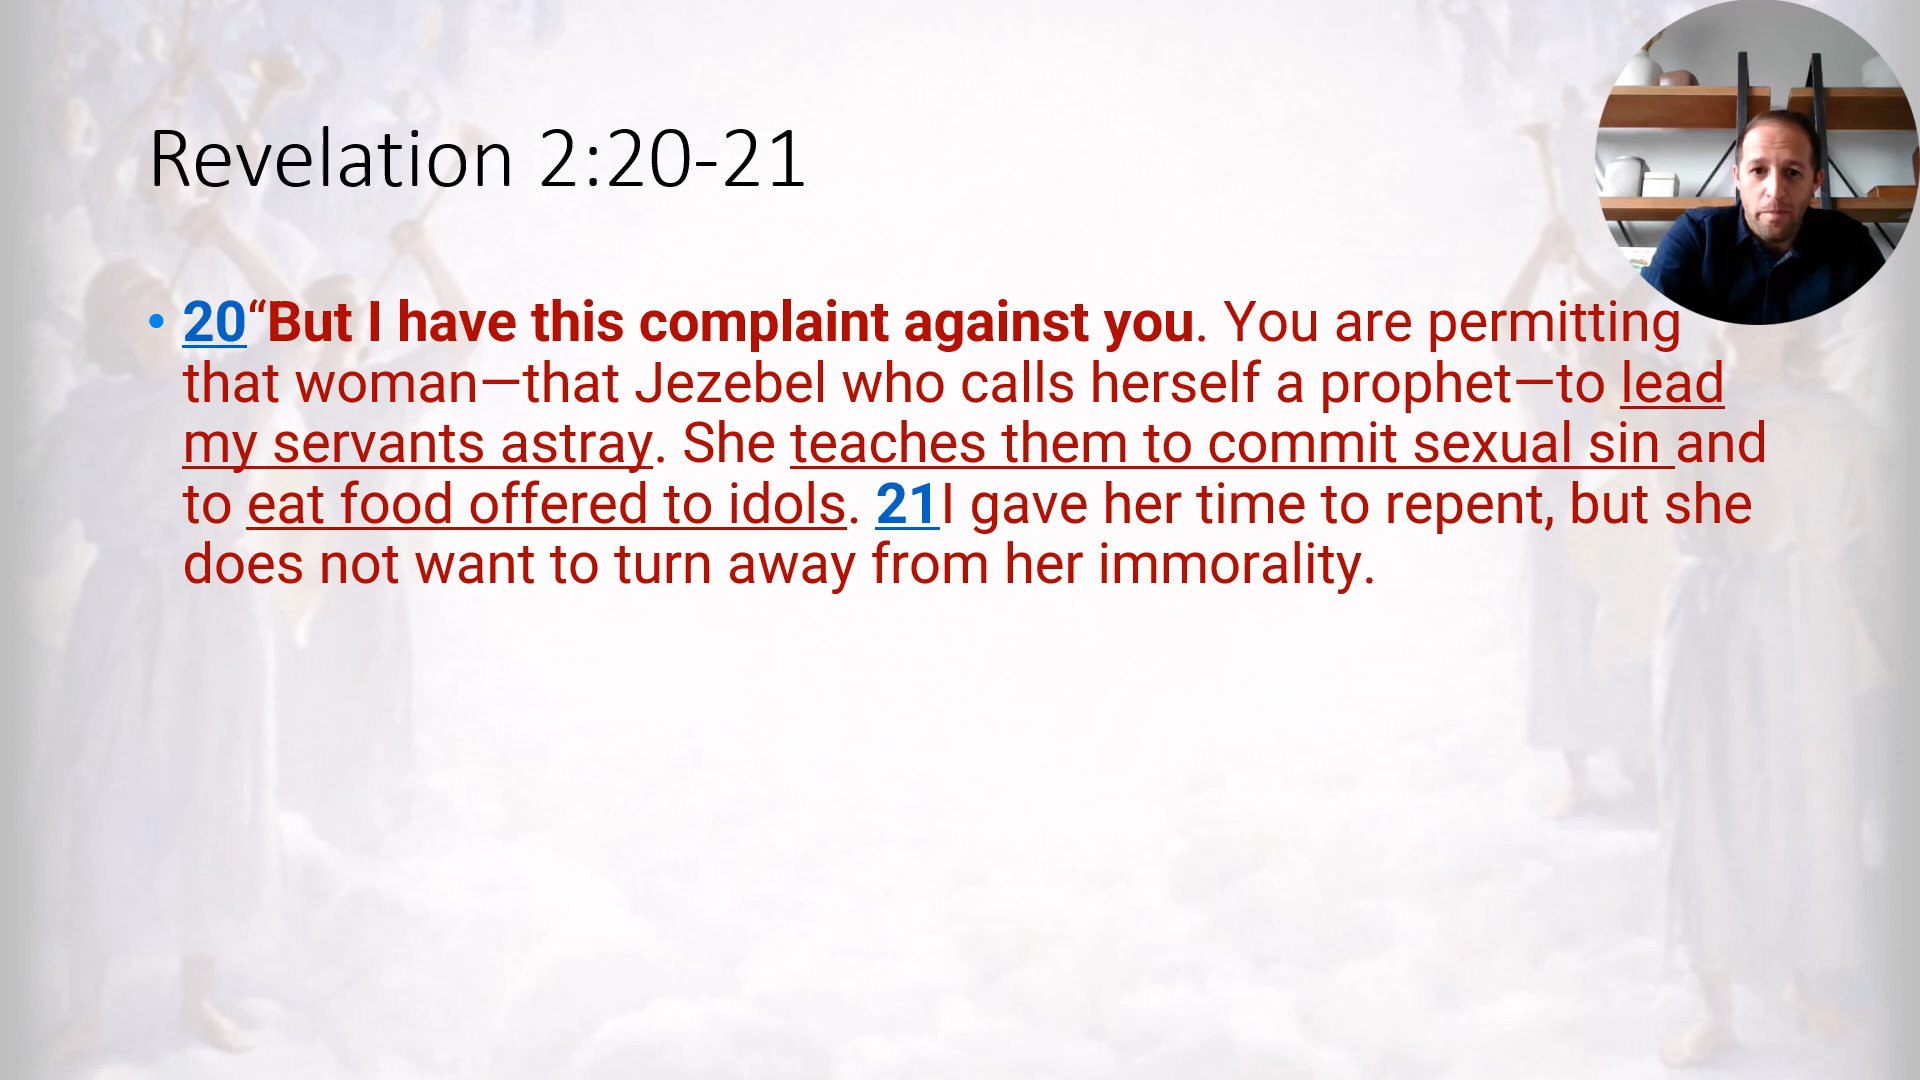 Revelation 2:20-21
• 20“But I have this complaint against you. You are permitting
that woman—that Jezebel who calls herself a prophet—to lead
my servants astray. She teaches them to commit sexual sin and
to eat food offered to idols. 21I gave her time to repent, but she
does not want to turn away from her immorality.